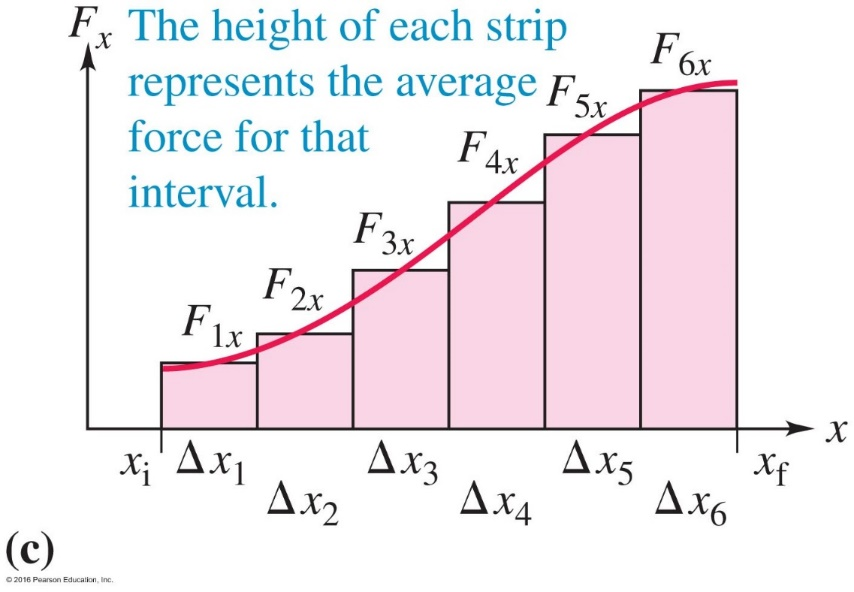 Fₓ The height of each strip
represents the average
force for that
interval.
F₁ₓ
F₂ₓ
F₃ₓ
F₄ₓ
F₅ₓ
F₆ₓ
x
xᵢ Δx₁ Δx₂ Δx₃ Δx₄ Δx₅ Δx₆ x_f
(c)
© 2016 Pearson Education, Inc.